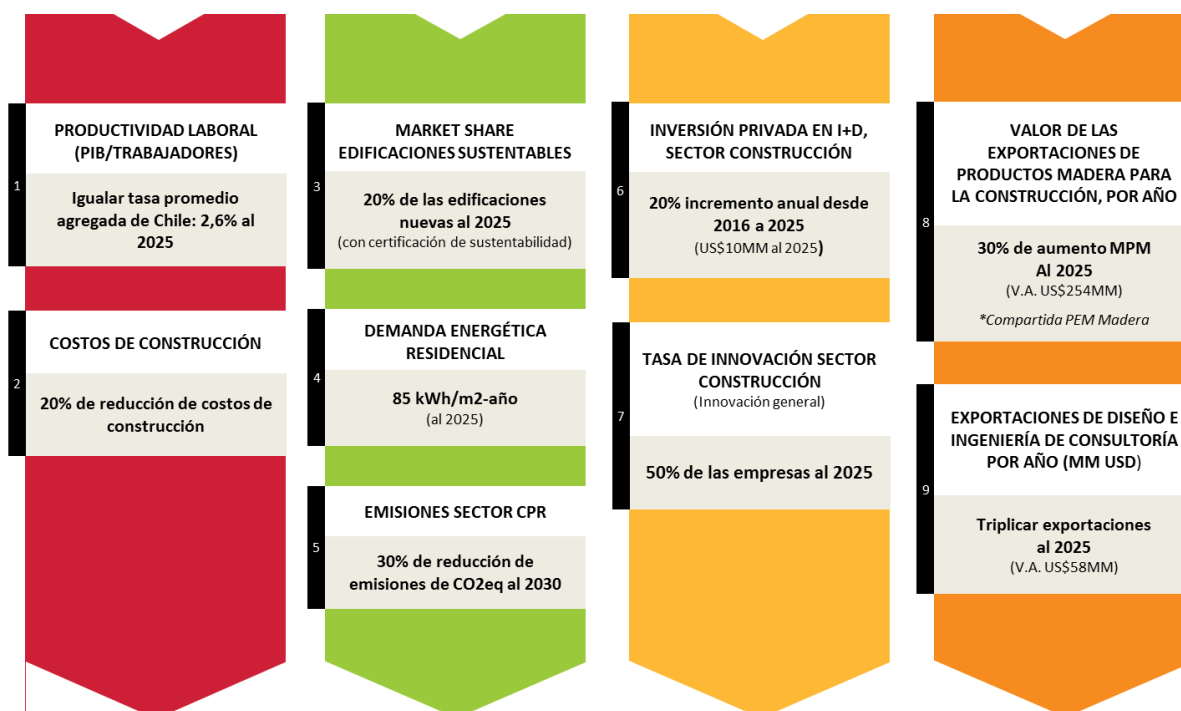 1
PRODUCTIVIDAD LABORAL
(PIB/TRABAJADORES)
Igualar tasa promedio
agregada de Chile: 2,6% al
2025
2
COSTOS DE CONSTRUCCIÓN
20% de reducción de costos de
construcción
3
MARKET SHARE
EDIFICACIONES SUSTENTABLES
20% de las edificaciones
nuevas al 2025
(con certificación de sustentabilidad)
4
DEMANDA ENERGÉTICA
RESIDENCIAL
85 kWh/m2-año
(al 2025)
5
EMISIONES SECTOR CPR
30% de reducción de
emisiones de CO2eq al 2030
6
INVERSIÓN PRIVADA EN I+D,
SECTOR CONSTRUCCIÓN
20% incremento anual desde
2016 a 2025
(US$10MM al 2025)
7
TASA DE INNOVACIÓN SECTOR
CONSTRUCCIÓN
(Innovación general)
50% de las empresas al 2025
8
VALOR DE LAS
EXPORTACIONES DE
PRODUCTOS MADERA PARA
LA CONSTRUCCIÓN, POR AÑO
30% de aumento MPM
Al 2025
(V.A. US$254MM)
*Compartida PEM Madera
9
EXPORTACIONES DE DISEÑO E
INGENIERÍA DE CONSULTORÍA
POR AÑO (MM USD)
Triplicar exportaciones
al 2025
(V.A. US$58MM)